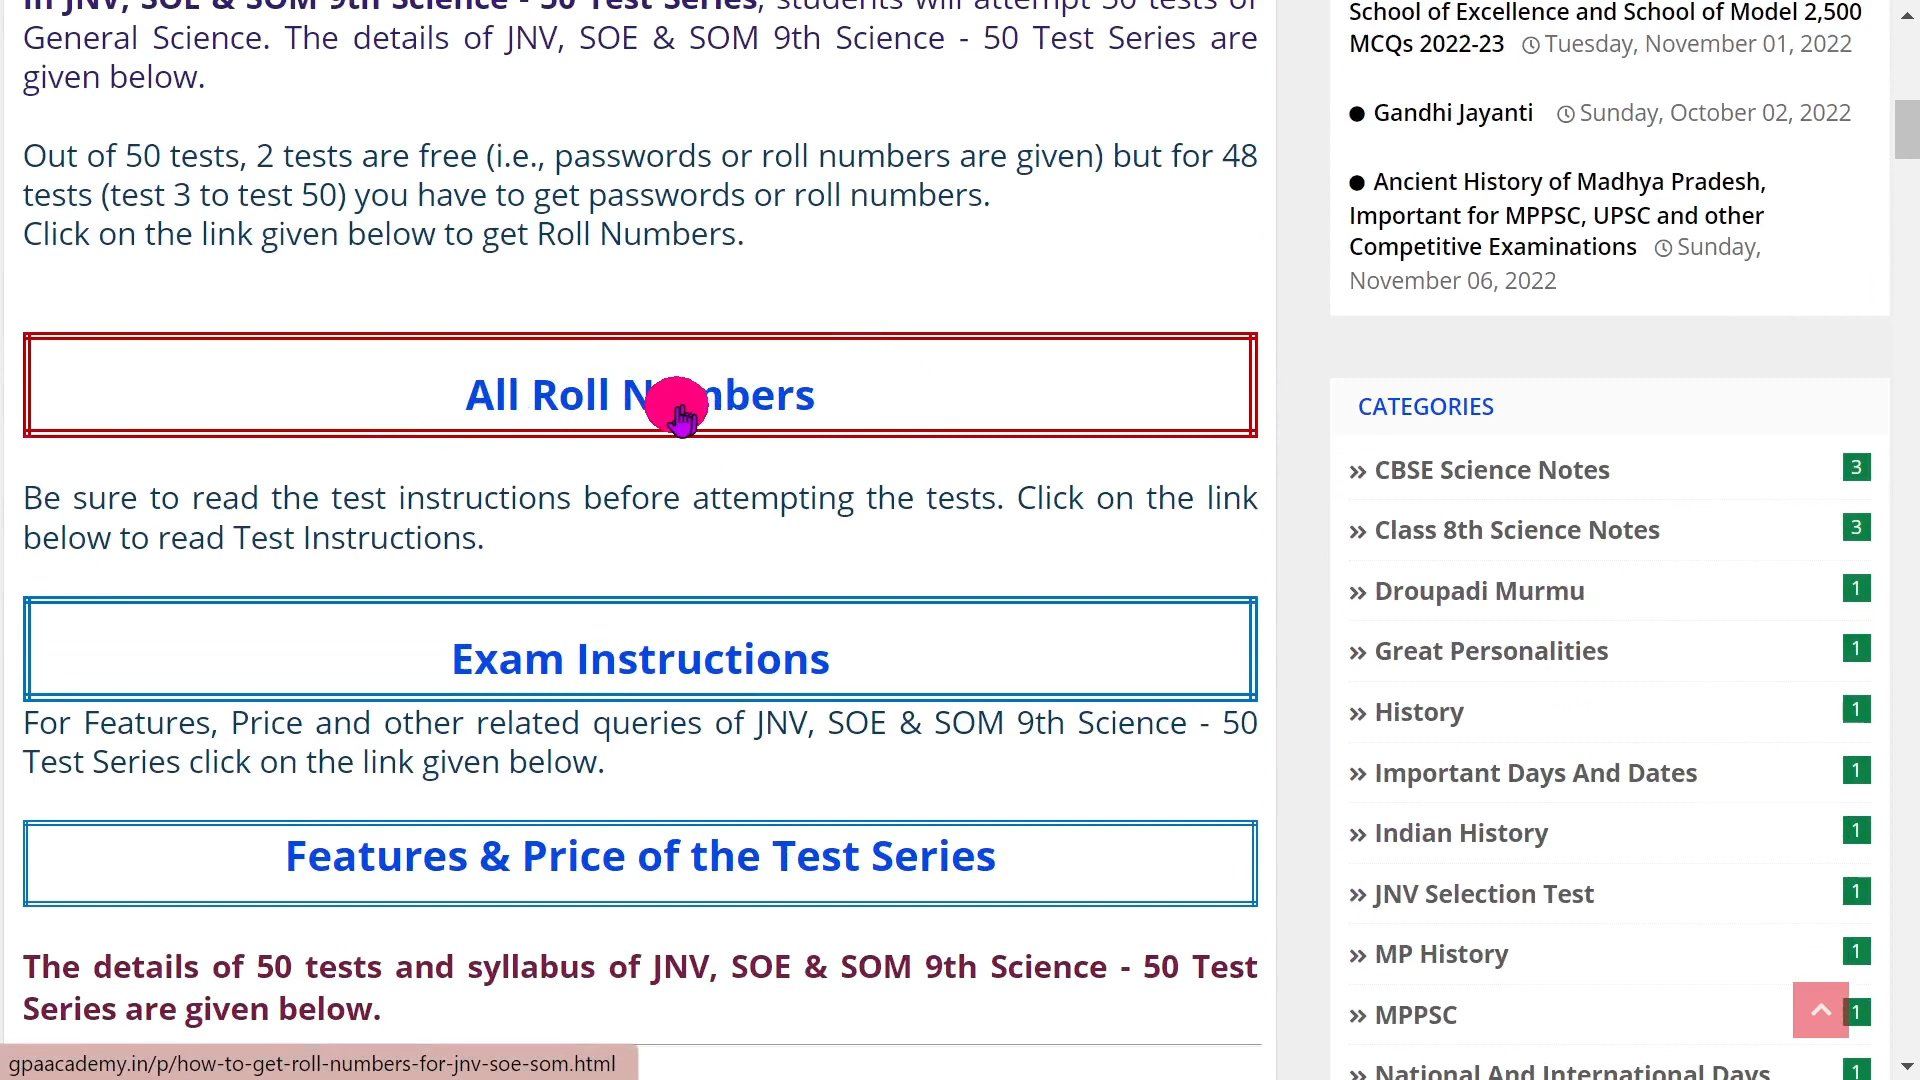 In JNV, SOE & SOM 9th Science - 50 Test Series, students will attempt 50 tests of
General Science. The details of JNV, SOE & SOM 9th Science - 50 Test Series are
given below.
Out of 50 tests, 2 tests are free (i.e., passwords or roll numbers are given) but for 48
tests (test 3 to test 50) you have to get passwords or roll numbers.
Click on the link given below to get Roll Numbers.
All Roll Numbers
Be sure to read the test instructions before attempting the tests. Click on the link
below to read Test Instructions.
Exam Instructions
For Features, Price and other related queries of JNV, SOE & SOM 9th Science - 50
Test Series click on the link given below.
Features & Price of the Test Series
The details of 50 tests and syllabus of JNV, SOE & SOM 9th Science - 50 Test
Series are given below.
gpaacademy.in/p/how-to-get-roll-numbers-for-jnv-soe-som.html
School of Excellence and School of Model 2,500
MCQs 2022-23 Tuesday, November 01, 2022
Gandhi Jayanti Sunday, October 02, 2022
Ancient History of Madhya Pradesh,
Important for MPPSC, UPSC and other
Competitive Examinations Sunday,
November 06, 2022
CATEGORIES
» CBSE Science Notes 3
» Class 8th Science Notes 3
» Droupadi Murmu 1
» Great Personalities 1
» History 1
» Important Days And Dates 1
» Indian History 1
» JNV Selection Test 1
» MP History 1
» MPPSC 1
» National And International Days 1